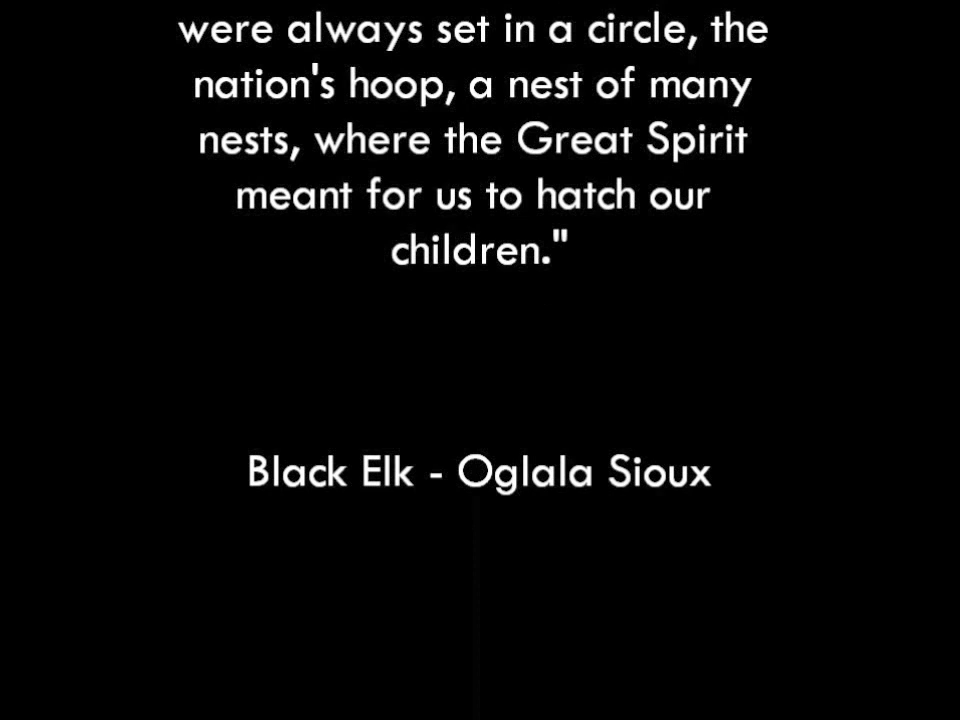 were always set in a circle, the
nation's hoop, a nest of many
nests, where the Great Spirit
meant for us to hatch our
children."
Black Elk - Oglala Sioux